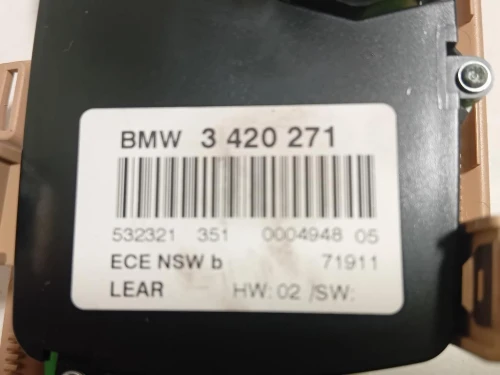 BMW 3 420 271
532321 351 0004948 05
ECE NSW b 71911
LEAR HW: 02 /SW: